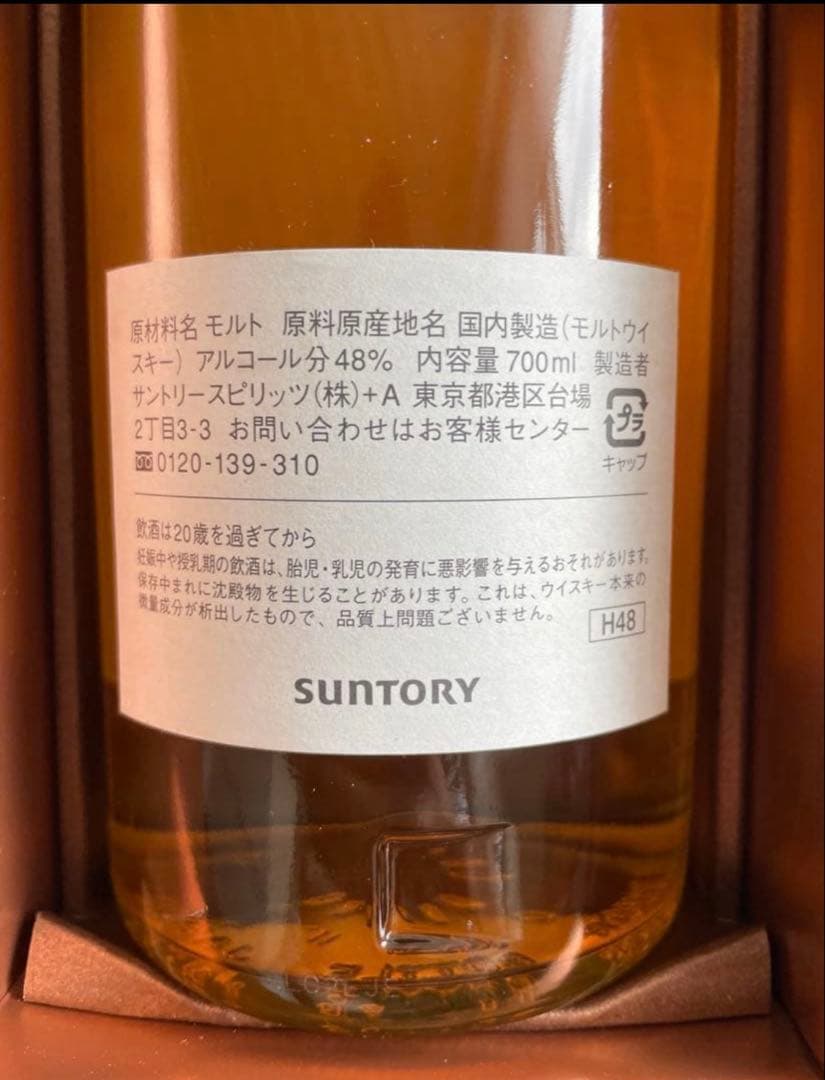 原材料名 モルト 原料原産地名 国内製造(モルトウイ
スキー) アルコール分48% 内容量700ml 製造者
サントリースピリッツ(株)+A 東京都港区台場
2丁目3-3 お問い合わせはお客様センター
0120-139-310
プラ
キャップ
飲酒は20歳を過ぎてから
妊娠中や授乳期の飲酒は、胎児・乳児の発育に悪影響を与えるおそれがあります。
保存中まれに沈殿物を生じることがあります。これは、ウイスキー本来の
微量成分が析出したもので、品質上問題ございません。
H48
SUNTORY